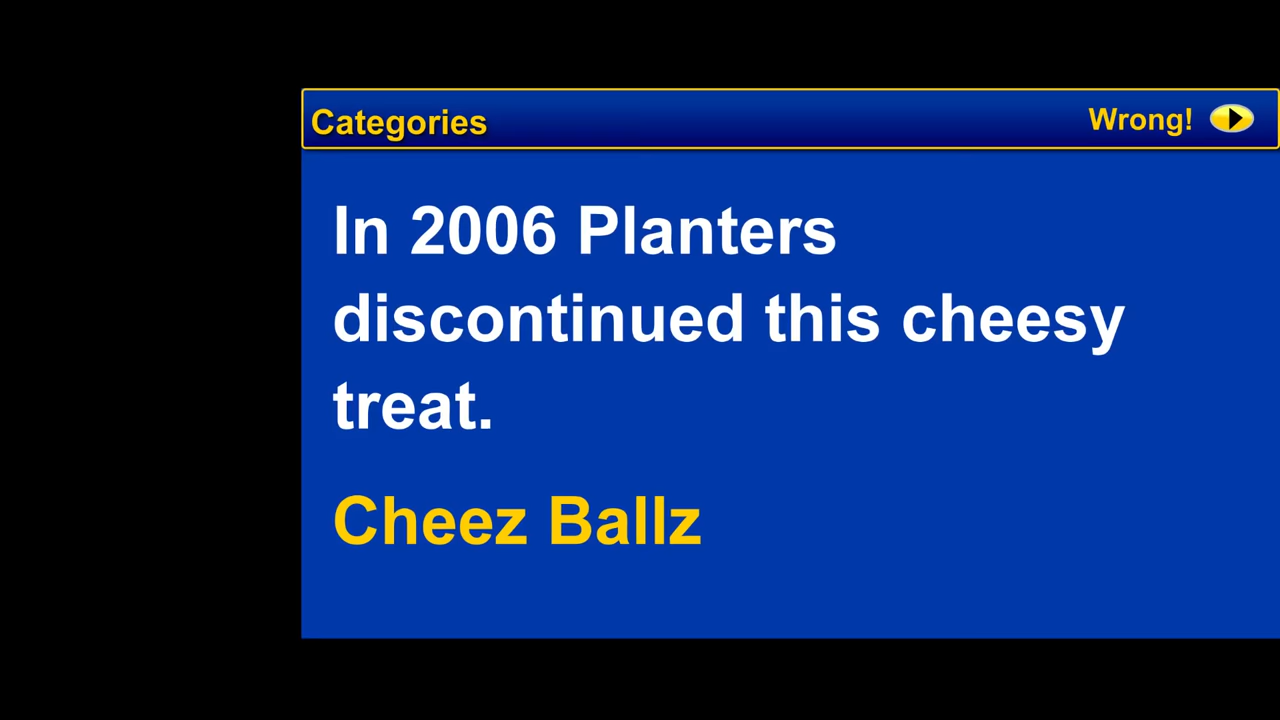 Categories
Wrong!
In 2006 Planters
discontinued this cheesy
treat.
Cheez Ballz